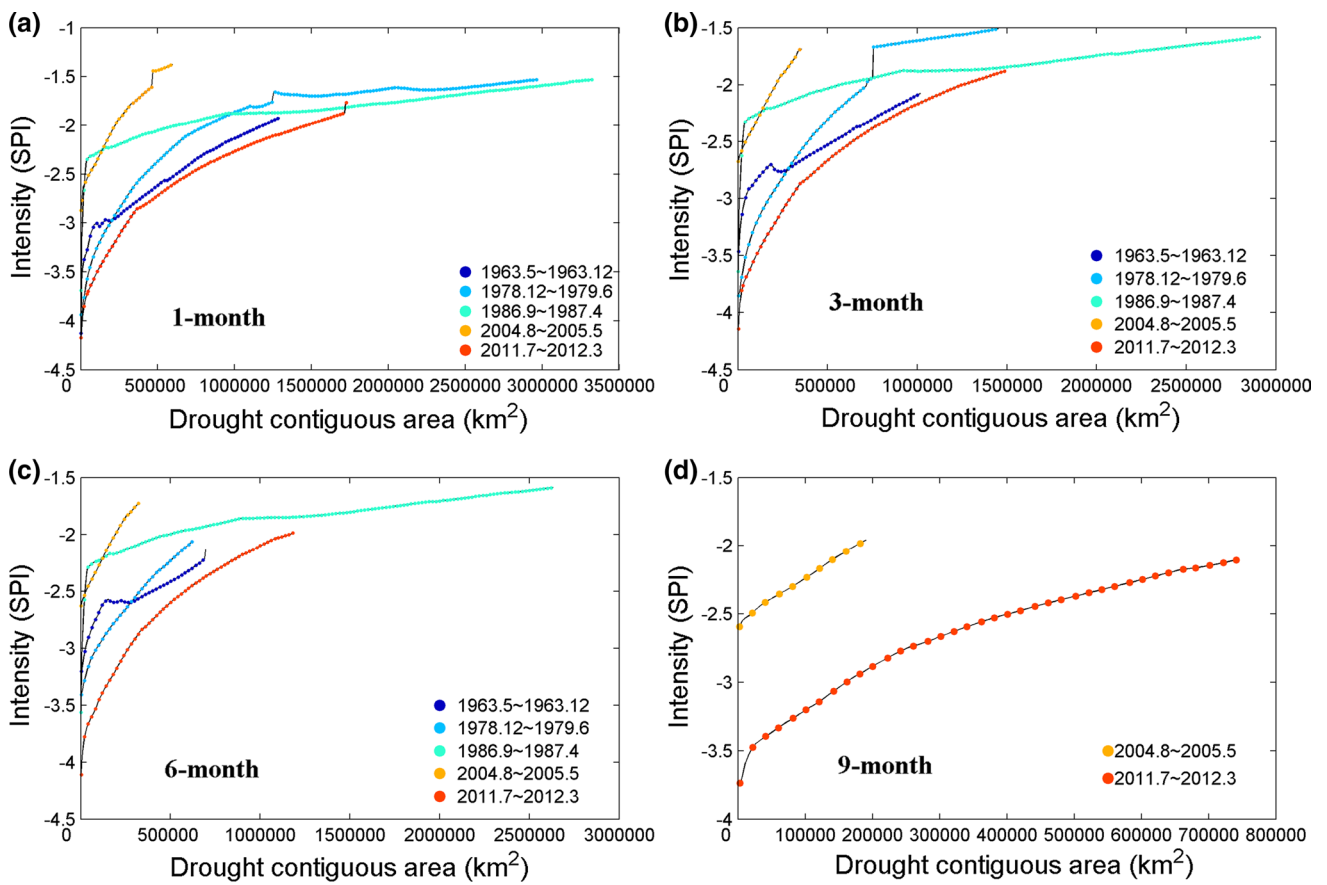 (a)
-1
-1.5
-2
-2.5
-3
-3.5
-4
-4.5
Intensity (SPI)
1963.5~1963.12
1978.12~1979.6
1986.9~1987.4
2004.8~2005.5
2011.7~2012.3
1-month
0 500000 1000000 1500000 2000000 2500000 3000000 3500000
Drought contiguous area (km2)
(b)
-1.5
-2
-2.5
-3
-3.5
-4
-4.5
Intensity (SPI)
1963.5~1963.12
1978.12~1979.6
1986.9~1987.4
2004.8~2005.5
2011.7~2012.3
3-month
0 500000 1000000 1500000 2000000 2500000 3000000
Drought contiguous area (km2)
(c)
-1.5
-2
-2.5
-3
-3.5
-4
-4.5
Intensity (SPI)
1963.5~1963.12
1978.12~1979.6
1986.9~1987.4
2004.8~2005.5
2011.7~2012.3
6-month
0 500000 1000000 1500000 2000000 2500000 3000000
Drought contiguous area (km2)
(d)
-1.5
-2
-2.5
-3
-3.5
-4
Intensity (SPI)
2004.8~2005.5
2011.7~2012.3
9-month
0 100000 200000 300000 400000 500000 600000 700000 800000
Drought contiguous area (km2)